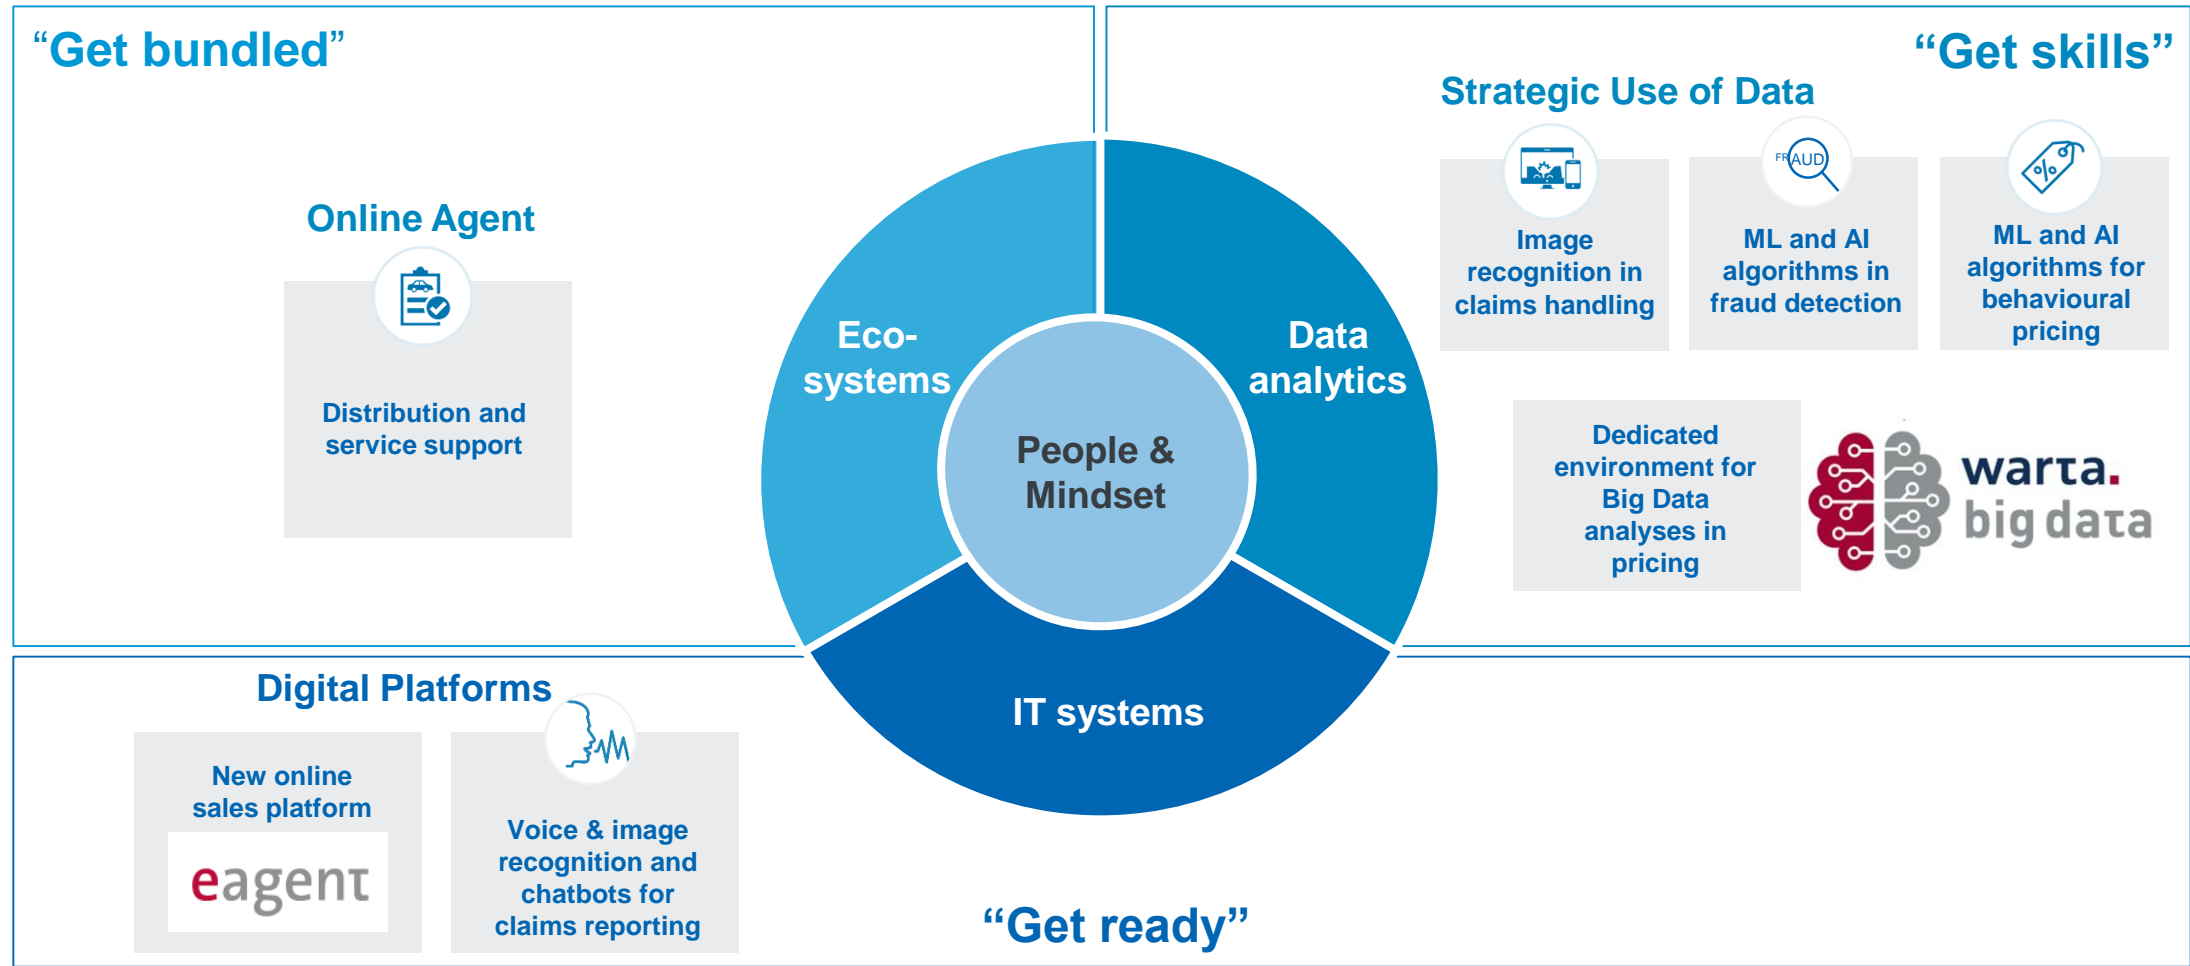 “Get bundled”
Online Agent
Distribution and
service support
“Get skills”
Strategic Use of Data
Image
recognition in
claims handling
FRAUD
ML and AI
algorithms in
fraud detection
%
ML and AI
algorithms for
behavioural
pricing
Dedicated
environment for
Big Data
analyses in
pricing
warta.
big data
Eco-
systems
Data
analytics
People &
Mindset
IT systems
Digital Platforms
New online
sales platform
eagent
Voice & image
recognition and
chatbots for
claims reporting
“Get ready”